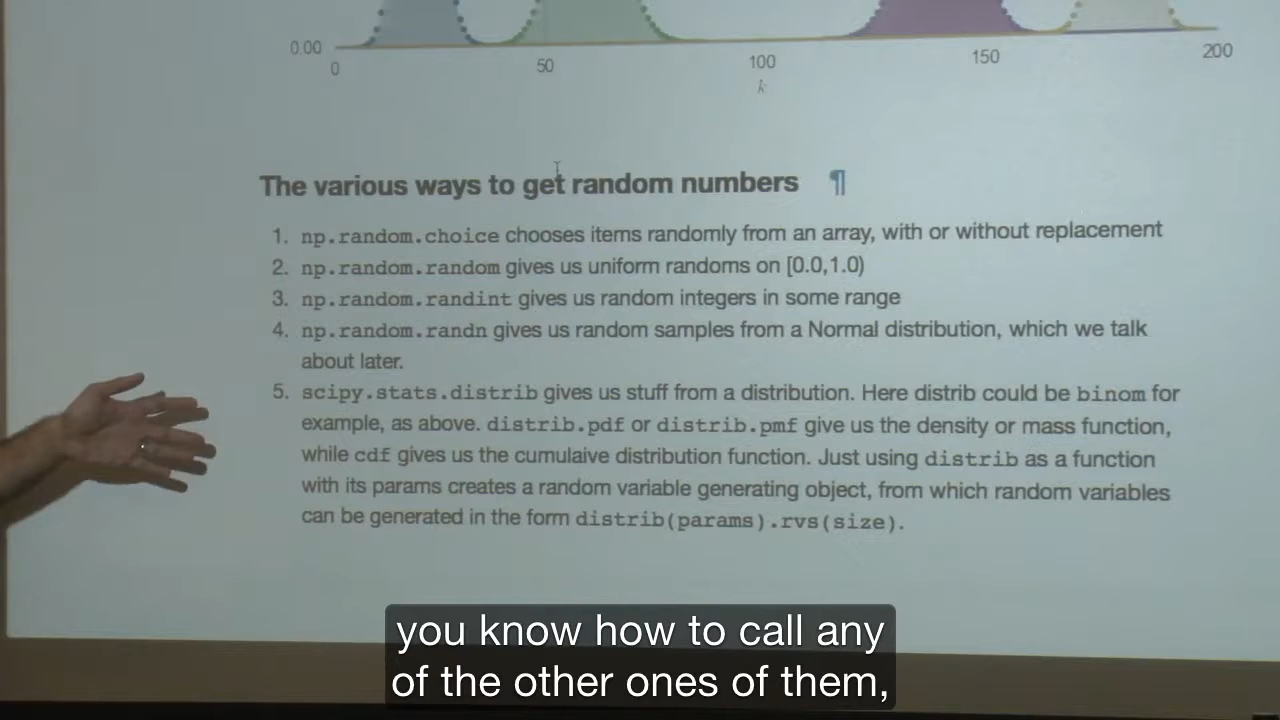 0.00
0
50
100
150
200
k
The various ways to get random numbers ¶
1. np.random.choice chooses items randomly from an array, with or without replacement
2. np.random.random gives us uniform randoms on [0.0,1.0)
3. np.random.randint gives us random integers in some range
4. np.random.randn gives us random samples from a Normal distribution, which we talk
about later.
5. scipy.stats.distrib gives us stuff from a distribution. Here distrib could be binom for
example, as above. distrib.pdf or distrib.pmf give us the density or mass function,
while cdf gives us the cumulaive distribution function. Just using distrib as a function
with its params creates a random variable generating object, from which random variables
can be generated in the form distrib(params).rvs(size).
you know how to call any
of the other ones of them,